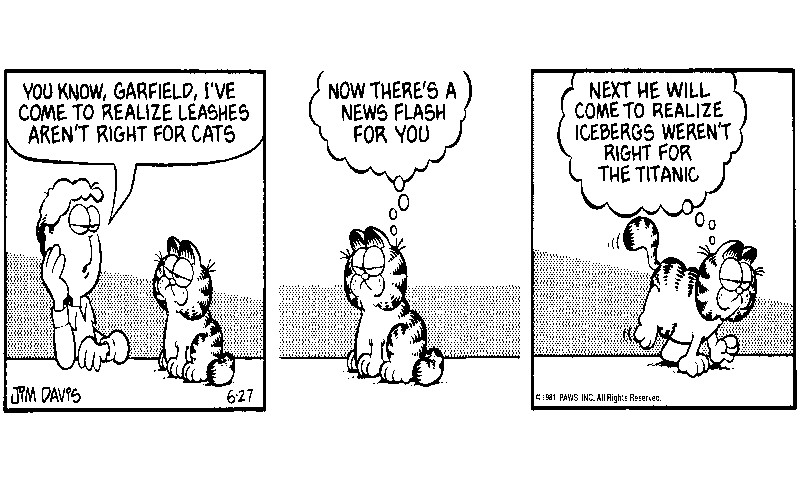 YOU KNOW, GARFIELD, I'VE
COME TO REALIZE LEASHES
AREN'T RIGHT FOR CATS
JIM DAVIS
6-27
NOW THERE'S A
NEWS FLASH
FOR YOU
NEXT HE WILL
COME TO REALIZE
ICEBERGS WEREN'T
RIGHT FOR
THE TITANIC
© 1981 PAWS, INC. All Rights Reserved.